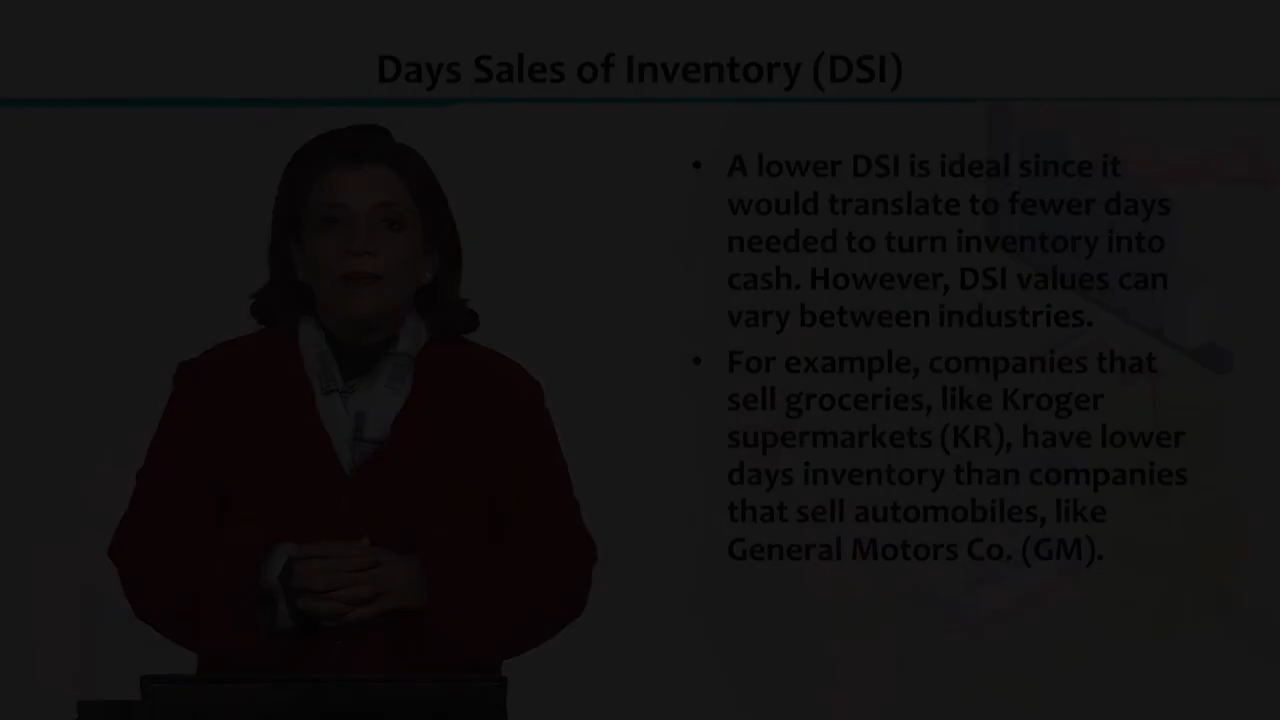 Days Sales of Inventory (DSI)
• A lower DSI is ideal since it
would translate to fewer days
needed to turn inventory into
cash. However, DSI values can
vary between industries.
• For example, companies that
sell groceries, like Kroger
supermarkets (KR), have lower
days inventory than companies
that sell automobiles, like
General Motors Co. (GM).